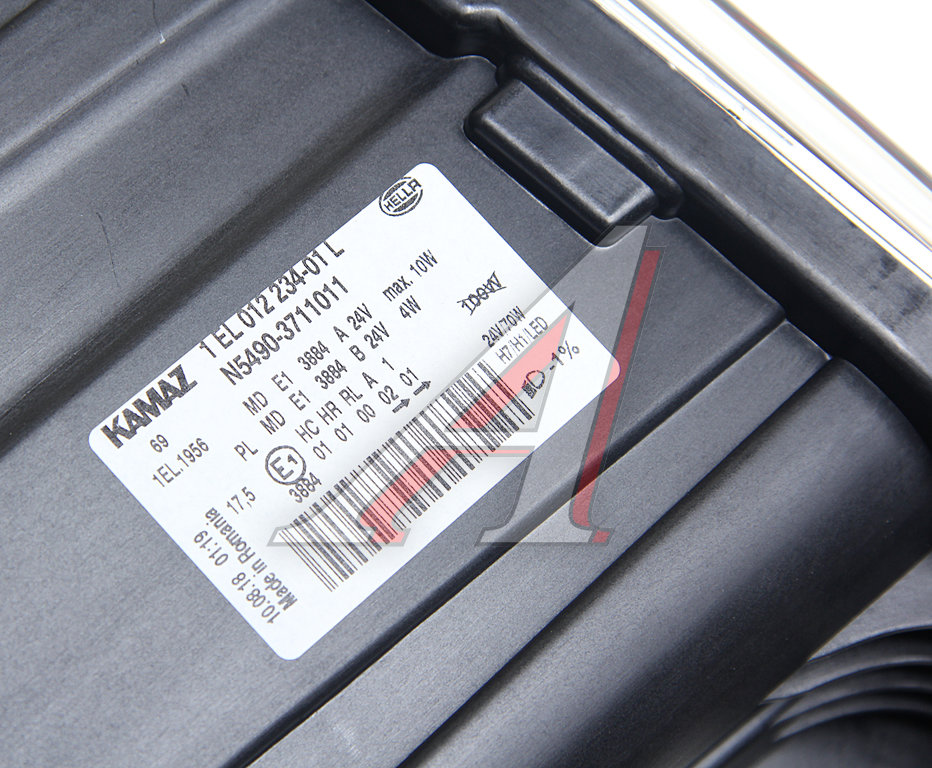 HELLA
KAMAZ 1 EL 012 234-01 L
N5490-3711011
69 MD E1 3884 A 24V max. 10W
1EL.1956 PL MD E1 3884 B 24V 4W
HC HR RL A 1
17,5 E1 01 01 00 02 01
3884
24V.70W
H7/H1/LED
-1%
10.08.18 01:19
Made in Romania